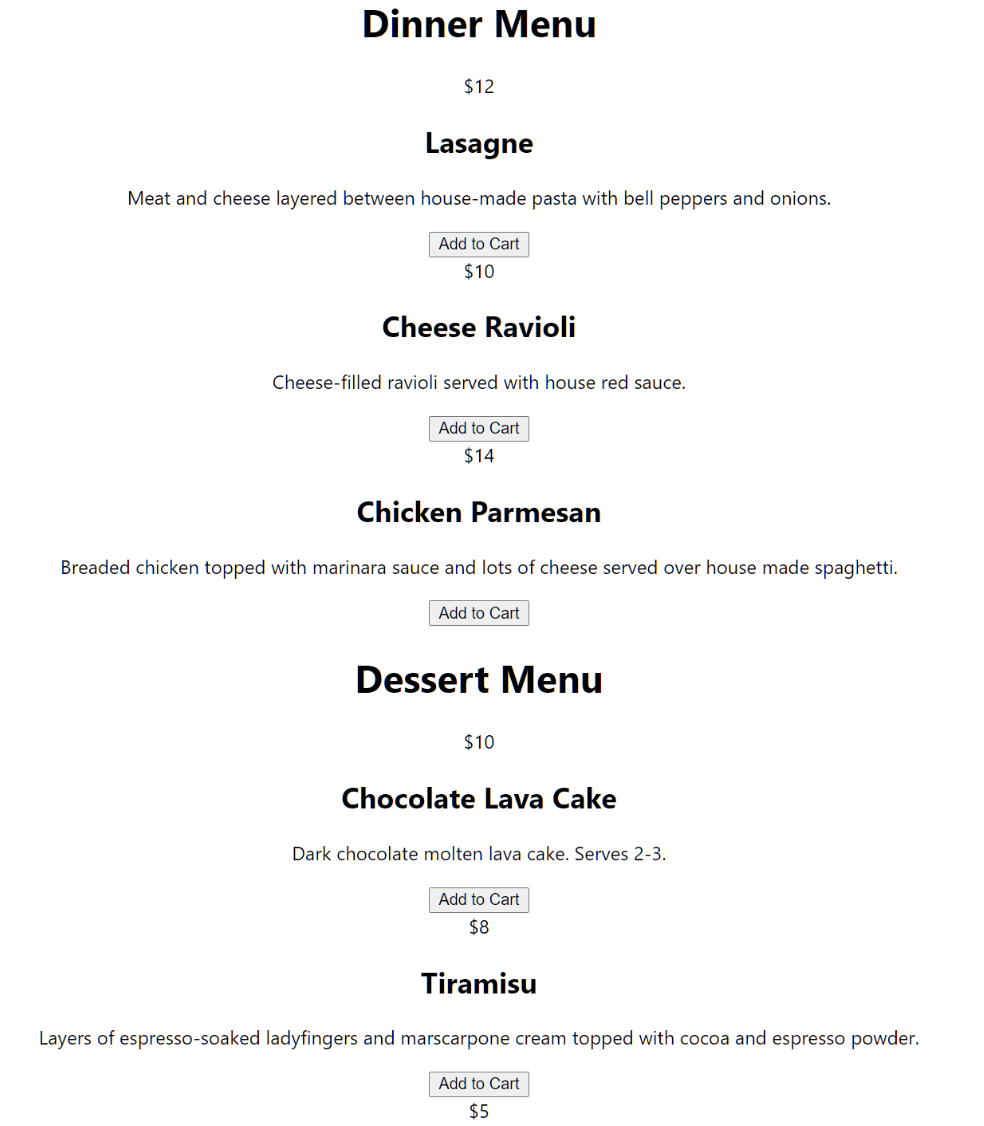 Dinner Menu
$12
Lasagne
Meat and cheese layered between house-made pasta with bell peppers and onions.
Add to Cart
$10
Cheese Ravioli
Cheese-filled ravioli served with house red sauce.
Add to Cart
$14
Chicken Parmesan
Breaded chicken topped with marinara sauce and lots of cheese served over house made spaghetti.
Add to Cart
Dessert Menu
$10
Chocolate Lava Cake
Dark chocolate molten lava cake. Serves 2-3.
Add to Cart
$8
Tiramisu
Layers of espresso-soaked ladyfingers and marscarpone cream topped with cocoa and espresso powder.
Add to Cart
$5